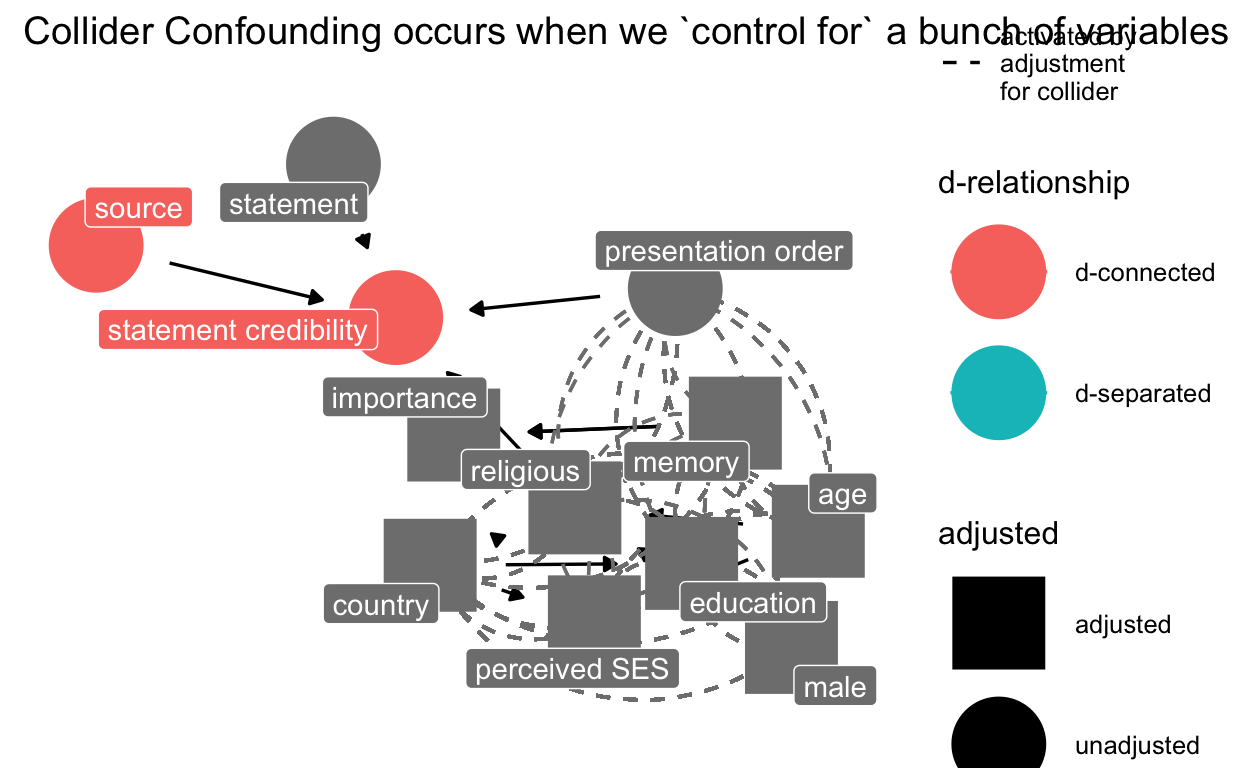 Collider Confounding occurs when we `control for` a bunch of variables
activated by
adjustment
for collider
source
statement
statement credibility
presentation order
importance
religious
memory
age
country
education
perceived SES
male
d-relationship
d-connected
d-separated
adjusted
adjusted
unadjusted